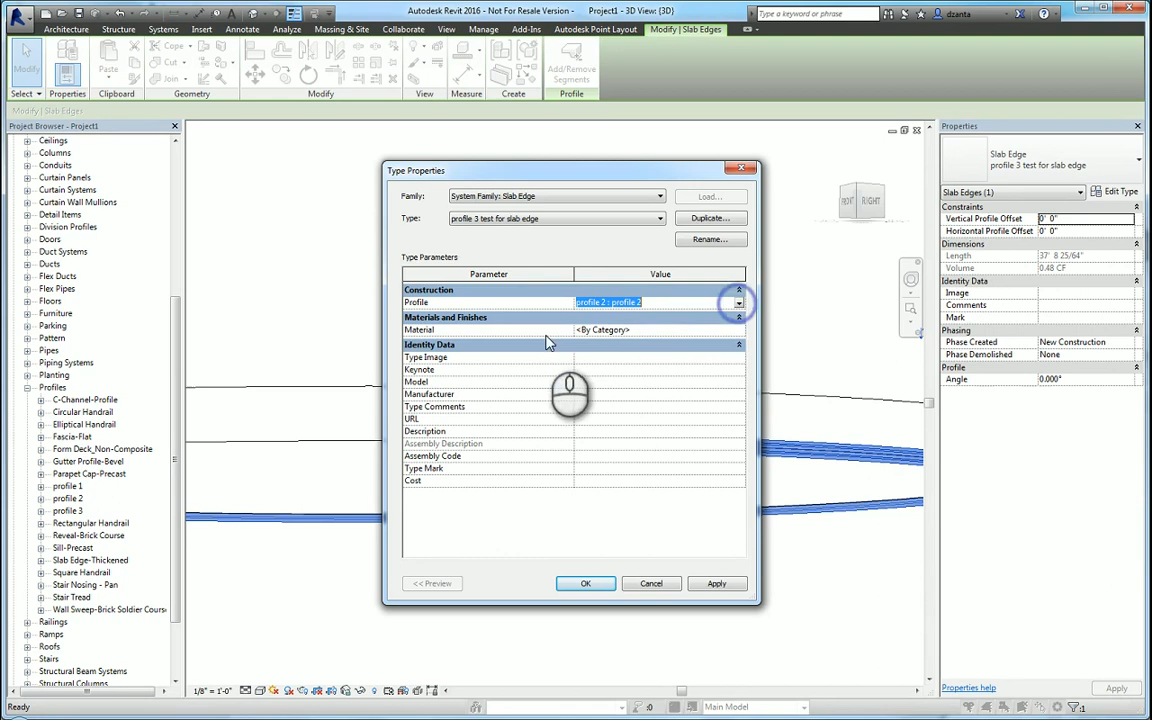 Autodesk Revit 2016 - Not For Resale Version - Project1 - 3D View: {3D}
Type a keyword or phrase
dzanta
Architecture Structure Systems Insert Annotate Analyze Massing & Site Collaborate View Manage Add-Ins Autodesk Point Layout Modify | Slab Edges
Modify
Paste
Cope
Cut
Join
Add/Remove
Segments
Select Properties Clipboard Geometry Modify View Measure Create Profile
Modify | Slab Edges
Project Browser - Project1
Ceilings
Columns
Conduits
Curtain Panels
Curtain Systems
Curtain Wall Mullions
Detail Items
Division Profiles
Doors
Duct Systems
Ducts
Flex Ducts
Flex Pipes
Floors
Furniture
Parking
Pattern
Pipes
Piping Systems
Planting
Profiles
C-Channel-Profile
Circular Handrail
Elliptical Handrail
Fascia-Flat
Form Deck_Non-Composite
Gutter Profile-Bevel
Parapet Cap-Precast
profile 1
profile 2
profile 3
Rectangular Handrail
Reveal-Brick Course
Sill-Precast
Slab Edge-Thickened
Square Handrail
Stair Nosing - Pan
Stair Tread
Wall Sweep-Brick Soldier Course
Railings
Ramps
Roofs
Stairs
Structural Beam Systems
Structural Columns
Type Properties
Family: System Family: Slab Edge Load...
Type: profile 3 test for slab edge Duplicate...
Rename...
Type Parameters
Parameter Value
Construction
Profile profile 2 : profile 2
Materials and Finishes
Material <By Category>
Identity Data
Type Image
Keynote
Model
Manufacturer
Type Comments
URL
Description
Assembly Description
Assembly Code
Type Mark
Cost
<< Preview OK Cancel Apply
FRONT RIGHT
Properties
Slab Edge
profile 3 test for slab edge
Slab Edges (1) Edit Type
Constraints
Vertical Profile Offset 0' 0"
Horizontal Profile Offset 0' 0"
Dimensions
Length 37' 8 25/64"
Volume 0.48 CF
Identity Data
Image
Comments
Mark
Phasing
Phase Created New Construction
Phase Demolished None
Profile
Angle 0.000°
Properties help Apply
1/8" = 1'-0"
Ready
:0
Main Model
:1